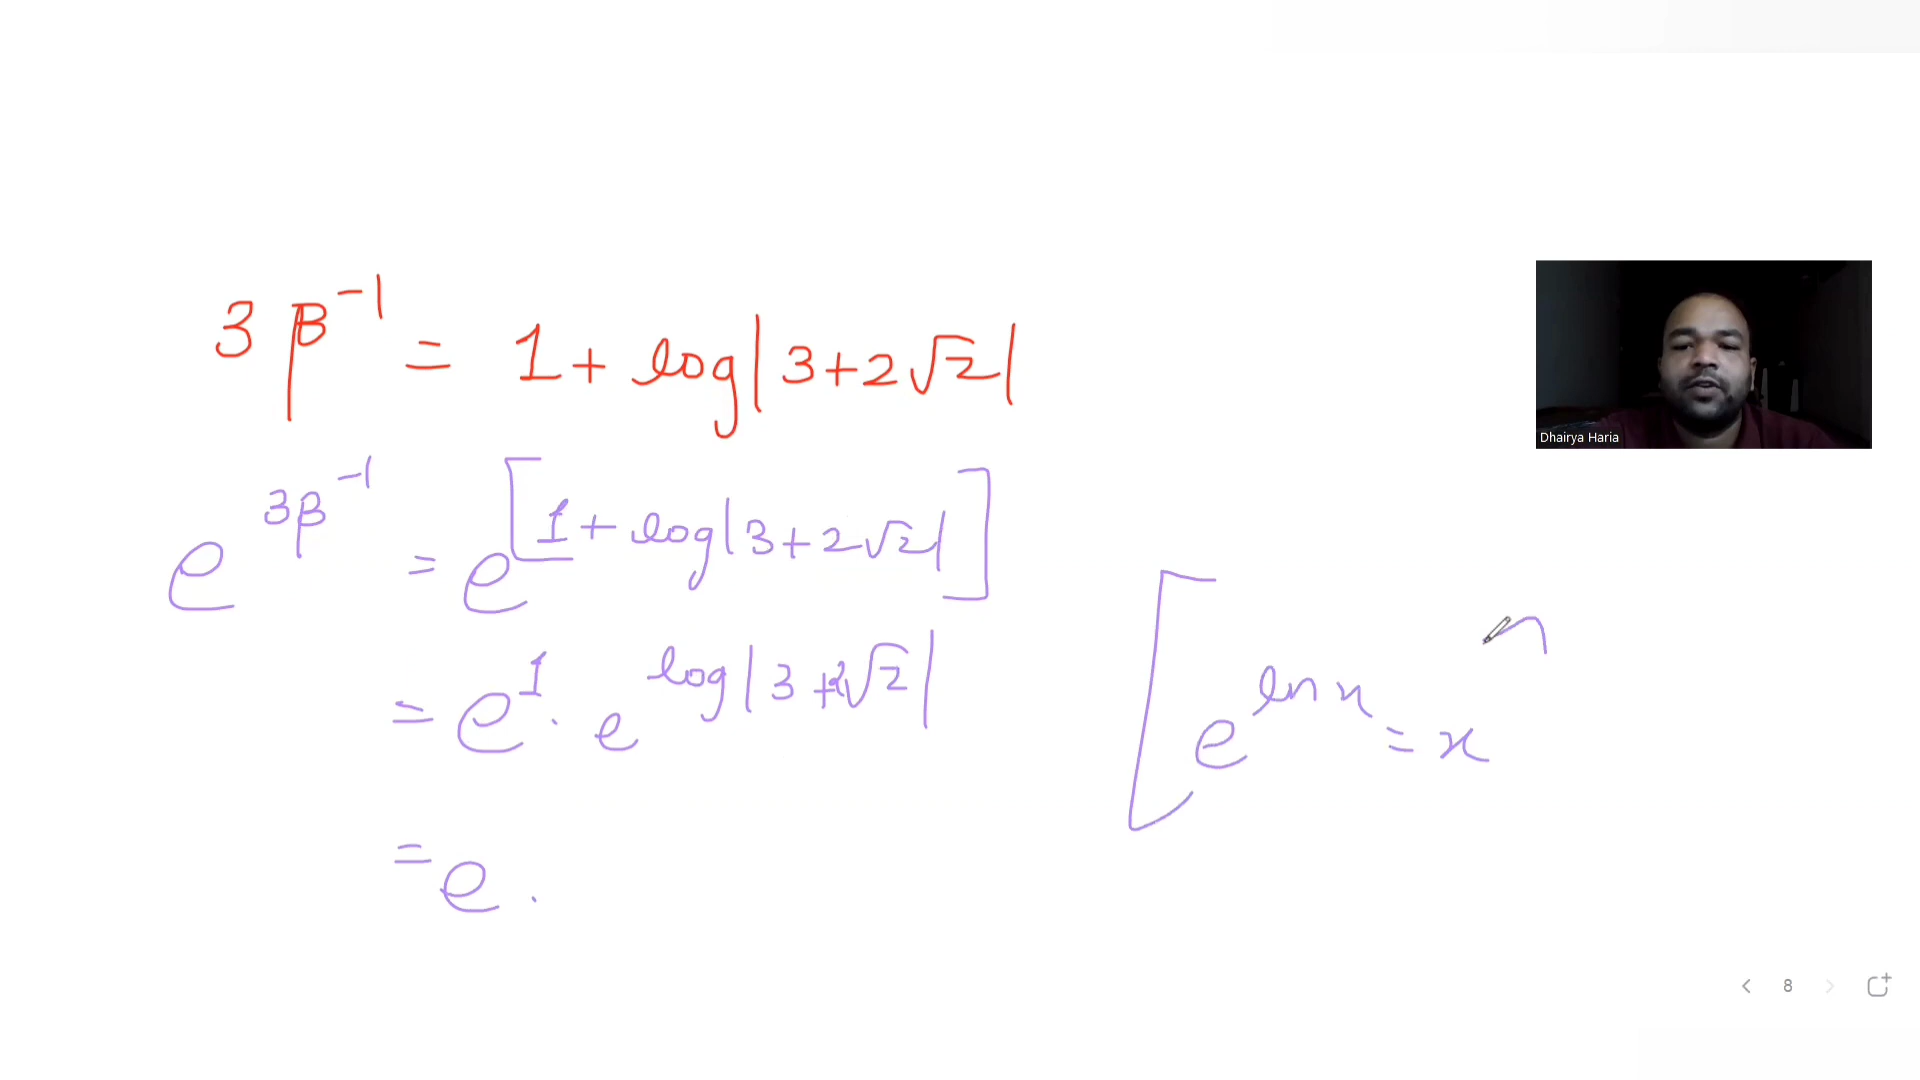 3β⁻¹ = 1 + log|3+2√2|
Dhairya Haria
e^(3β⁻¹) = e^[1 + log|3+2√2|]
= e^1 . e^(log|3+2√2|)
[e^(ln x) = x
= e .
8